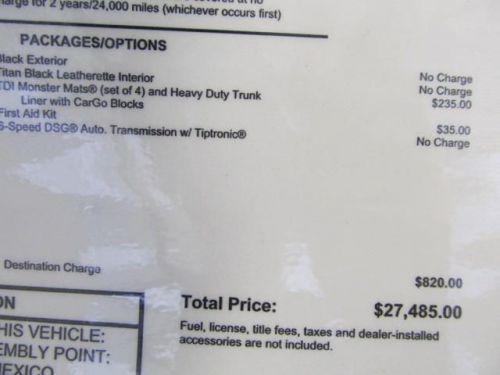 for 2 years/24,000 miles (whichever occurs first)
PACKAGES/OPTIONS
Black Exterior No Charge
Titan Black Leatherette Interior No Charge
TDI Monster Mats® (set of 4) and Heavy Duty Trunk $235.00
Liner with CarGo Blocks
First Aid Kit $35.00
6-Speed DSG® Auto. Transmission w/ Tiptronic® No Charge
Destination Charge $820.00
Total Price: $27,485.00
Fuel, license, title fees, taxes and dealer-installed
accessories are not included.
ON
HIS VEHICLE:
EMBLY POINT:
EXICO